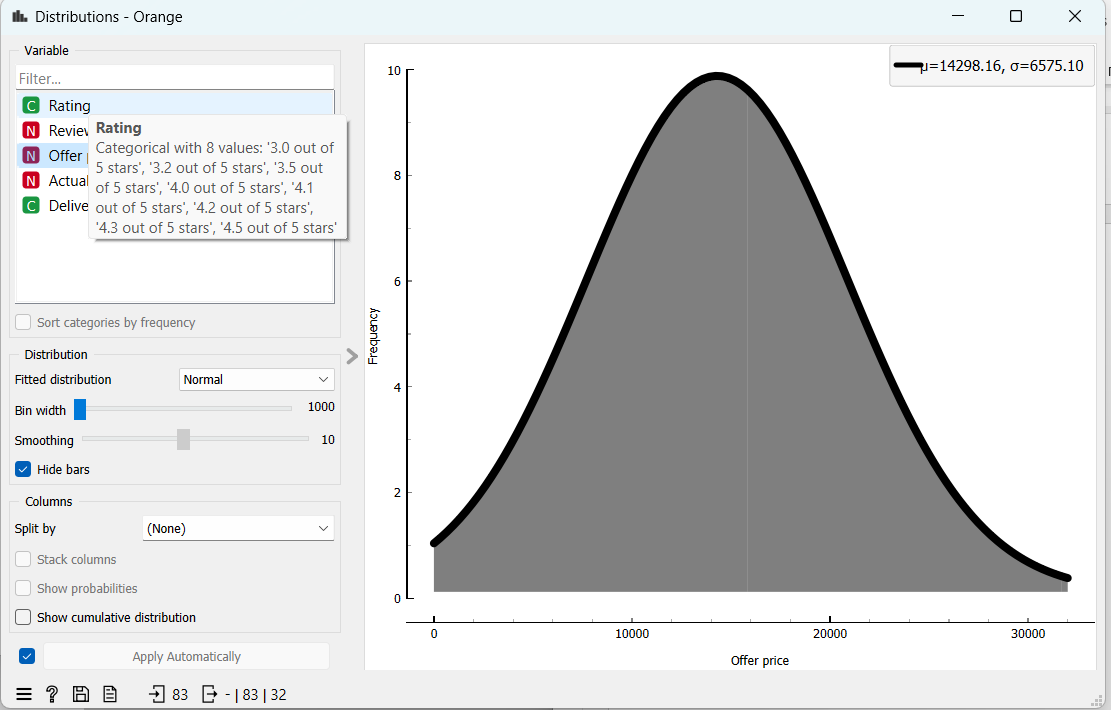 Distributions - Orange
Variable
Filter...
C Rating
N Review
N Offer
N Actual
C Delive
Rating
Categorical with 8 values: '3.0 out of
5 stars', '3.2 out of 5 stars', '3.5 out
of 5 stars', '4.0 out of 5 stars', '4.1
out of 5 stars', '4.2 out of 5 stars',
'4.3 out of 5 stars', '4.5 out of 5 stars'
Sort categories by frequency
Distribution
Fitted distribution Normal
Bin width 1000
Smoothing 10
Hide bars
Columns
Split by (None)
Stack columns
Show probabilities
Show cumulative distribution
Apply Automatically
83 - | 83 | 32
μ=14298.16, σ=6575.10
10
8
6
4
2
0
Frequency
0 10000 20000 30000
Offer price